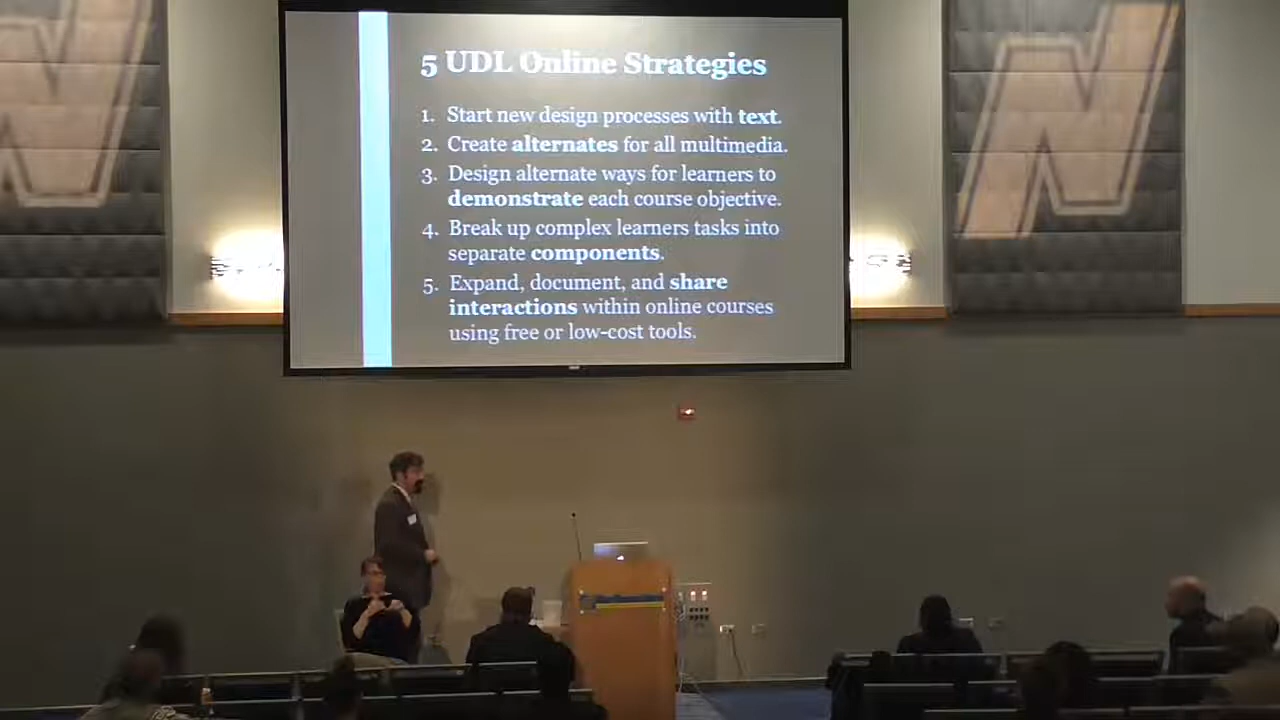 5 UDL Online Strategies
1. Start new design processes with text.
2. Create alternates for all multimedia.
3. Design alternate ways for learners to
demonstrate each course objective.
4. Break up complex learners tasks into
separate components.
5. Expand, document, and share
interactions within online courses
using free or low-cost tools.
N
N